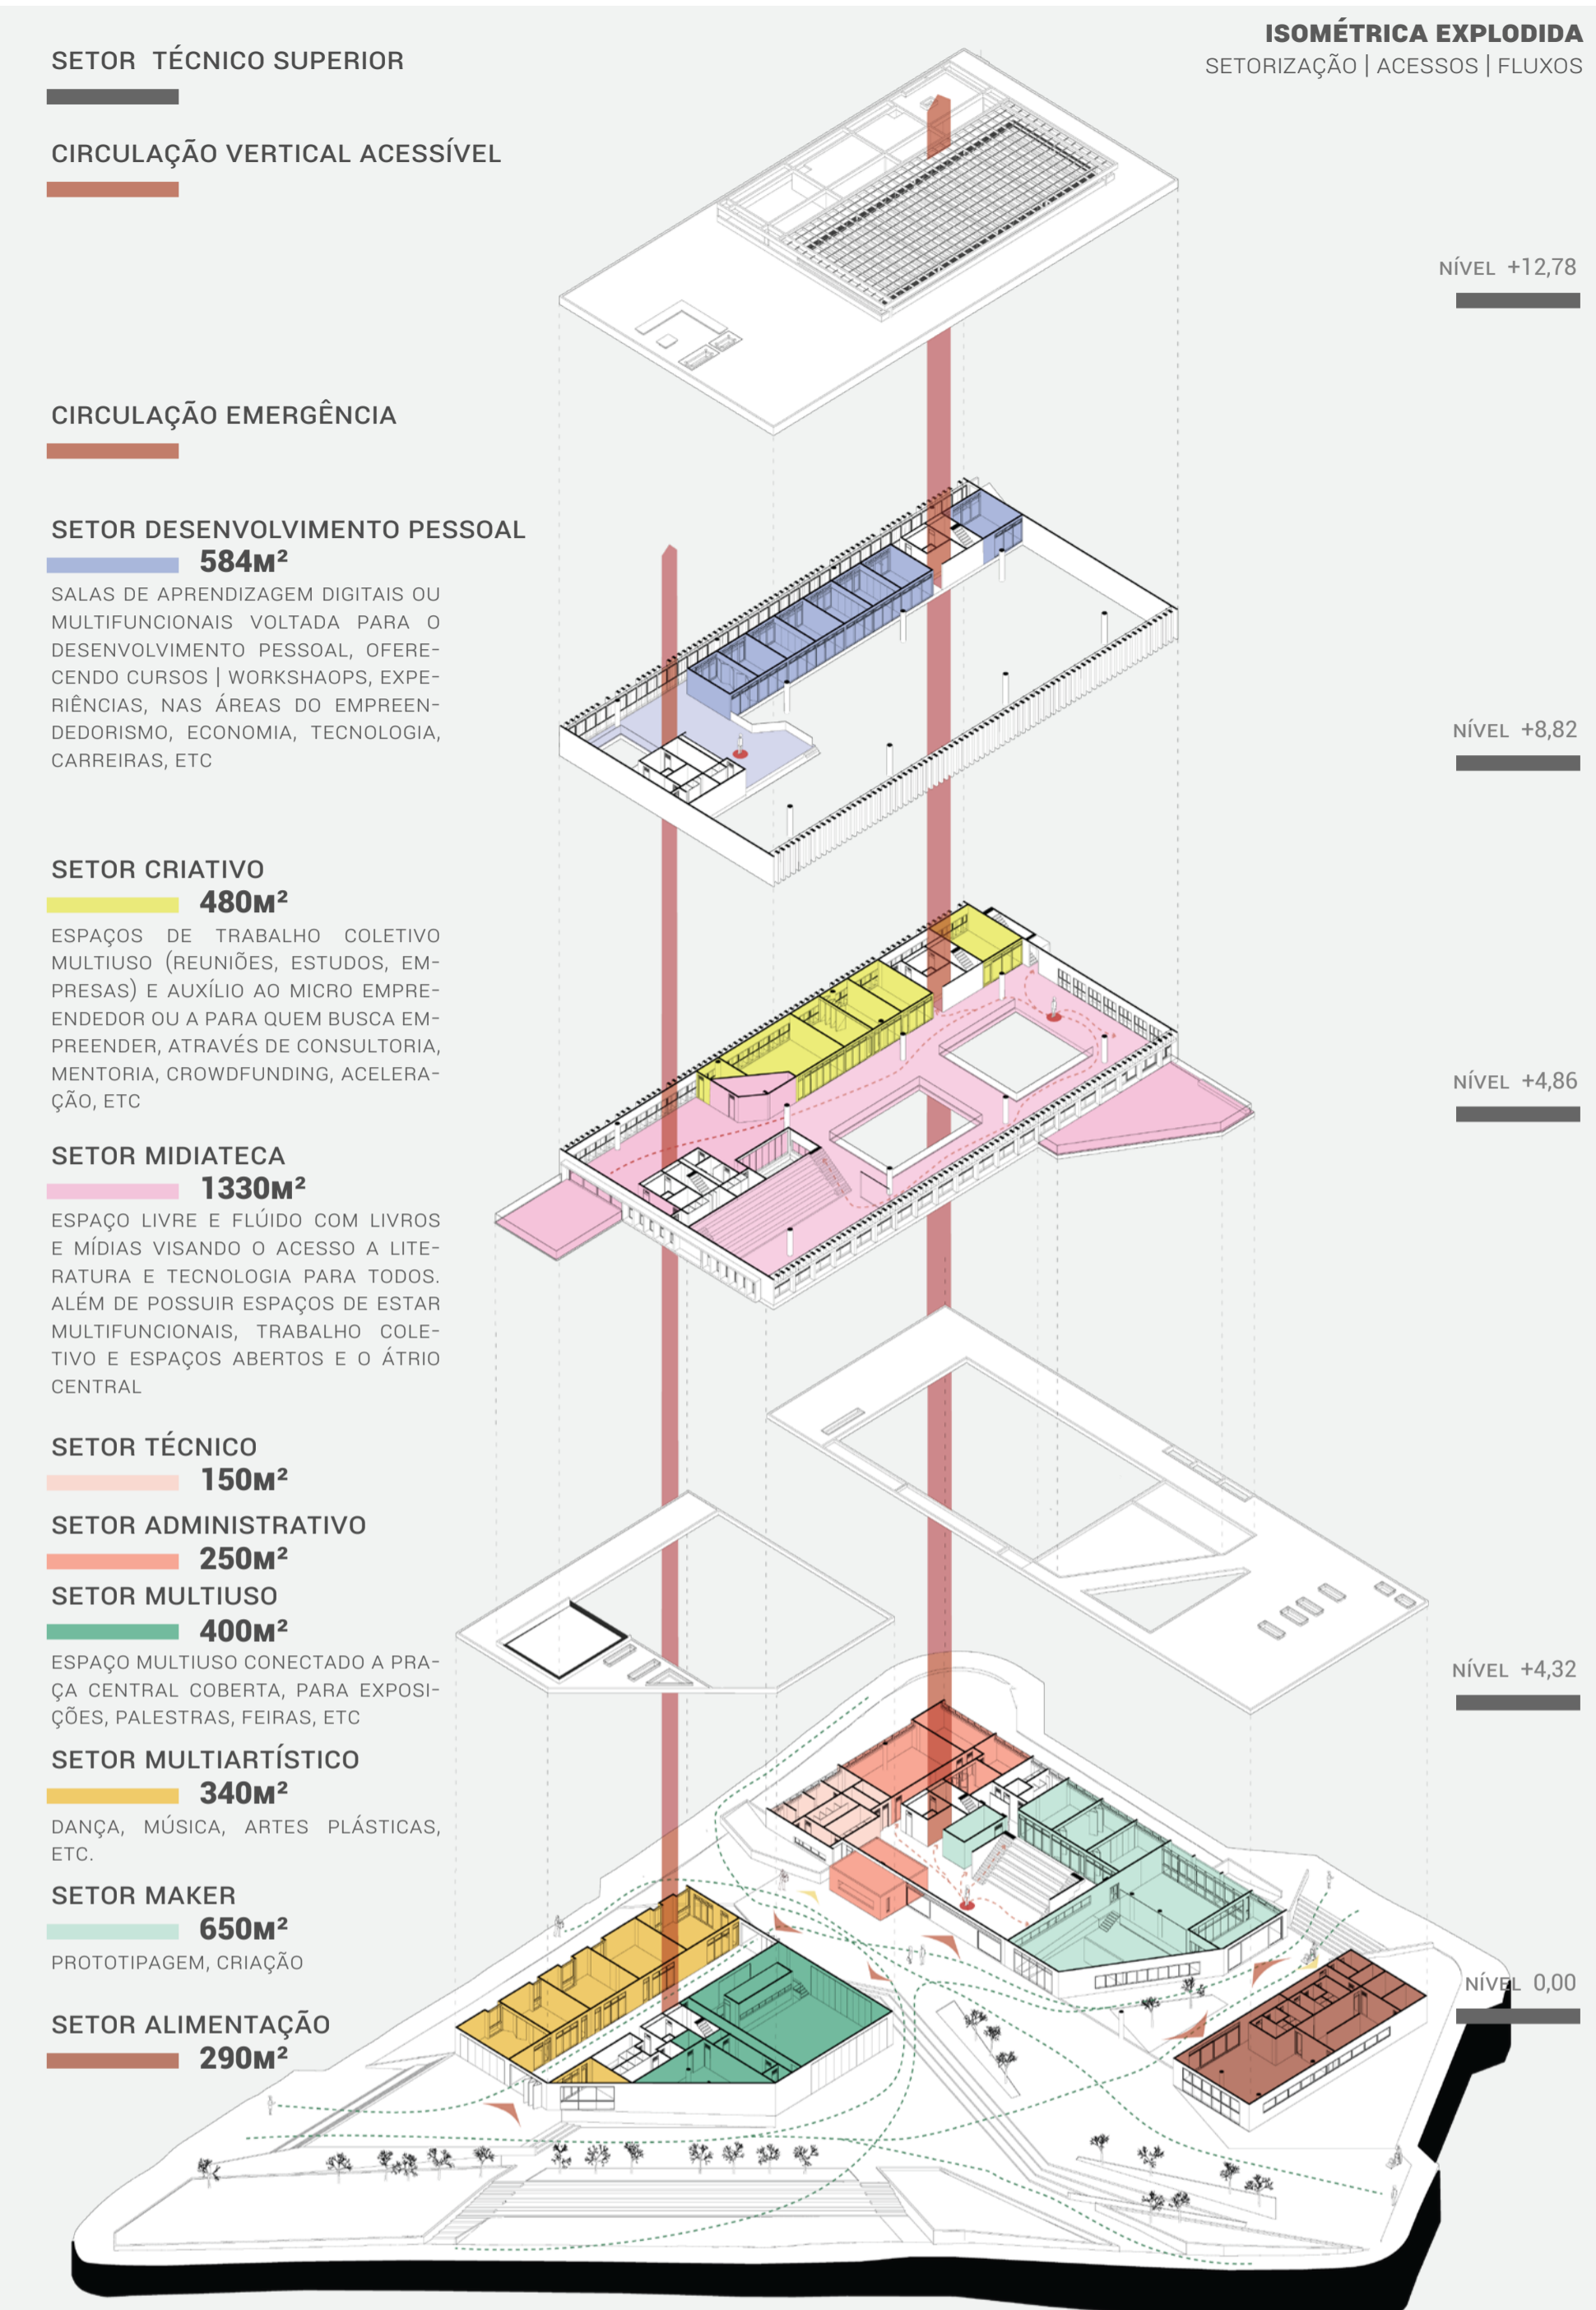 ISOMÉTRICA EXPLODIDA
SETORIZAÇÃO | ACESSOS | FLUXOS
SETOR TÉCNICO SUPERIOR
CIRCULAÇÃO VERTICAL ACESSÍVEL
CIRCULAÇÃO EMERGÊNCIA
SETOR DESENVOLVIMENTO PESSOAL
584M²
SALAS DE APRENDIZAGEM DIGITAIS OU
MULTIFUNCIONAIS VOLTADA PARA O
DESENVOLVIMENTO PESSOAL, OFERE-
CENDO CURSOS | WORKSHAOPS, EXPE-
RIÊNCIAS, NAS ÁREAS DO EMPREEN-
DEDORISMO, ECONOMIA, TECNOLOGIA,
CARREIRAS, ETC
SETOR CRIATIVO
480M²
ESPAÇOS DE TRABALHO COLETIVO
MULTIUSO (REUNIÕES, ESTUDOS, EM-
PRESAS) E AUXÍLIO AO MICRO EMPRE-
ENDEDOR OU A PARA QUEM BUSCA EM-
PREENDER, ATRAVÉS DE CONSULTORIA,
MENTORIA, CROWDFUNDING, ACELERA-
ÇÃO, ETC
SETOR MIDIATECA
1330M²
ESPAÇO LIVRE E FLÚIDO COM LIVROS
E MÍDIAS VISANDO O ACESSO A LITE-
RATURA E TECNOLOGIA PARA TODOS.
ALÉM DE POSSUIR ESPAÇOS DE ESTAR
MULTIFUNCIONAIS, TRABALHO COLE-
TIVO E ESPAÇOS ABERTOS E O ÁTRIO
CENTRAL
SETOR TÉCNICO
150M²
SETOR ADMINISTRATIVO
250M²
SETOR MULTIUSO
400M²
ESPAÇO MULTIUSO CONECTADO A PRA-
ÇA CENTRAL COBERTA, PARA EXPOSI-
ÇÕES, PALESTRAS, FEIRAS, ETC
SETOR MULTIARTÍSTICO
340M²
DANÇA, MÚSICA, ARTES PLÁSTICAS,
ETC.
SETOR MAKER
650M²
PROTOTIPAGEM, CRIAÇÃO
SETOR ALIMENTAÇÃO
290M²
NÍVEL +12,78
NÍVEL +8,82
NÍVEL +4,86
NÍVEL +4,32
NÍVEL 0,00